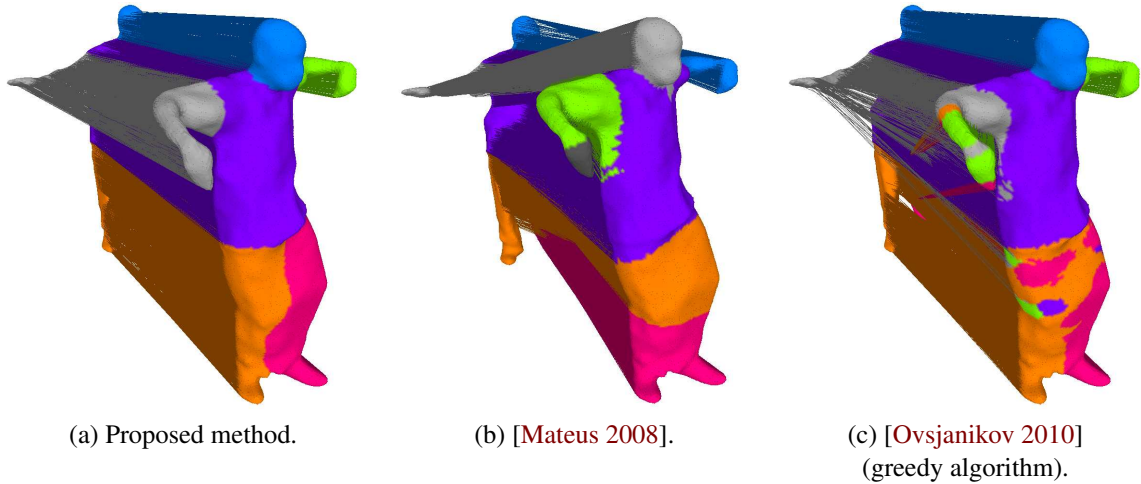 (a) Proposed method.
(b) [Mateus 2008].
(c) [Ovsjanikov 2010]
(greedy algorithm).